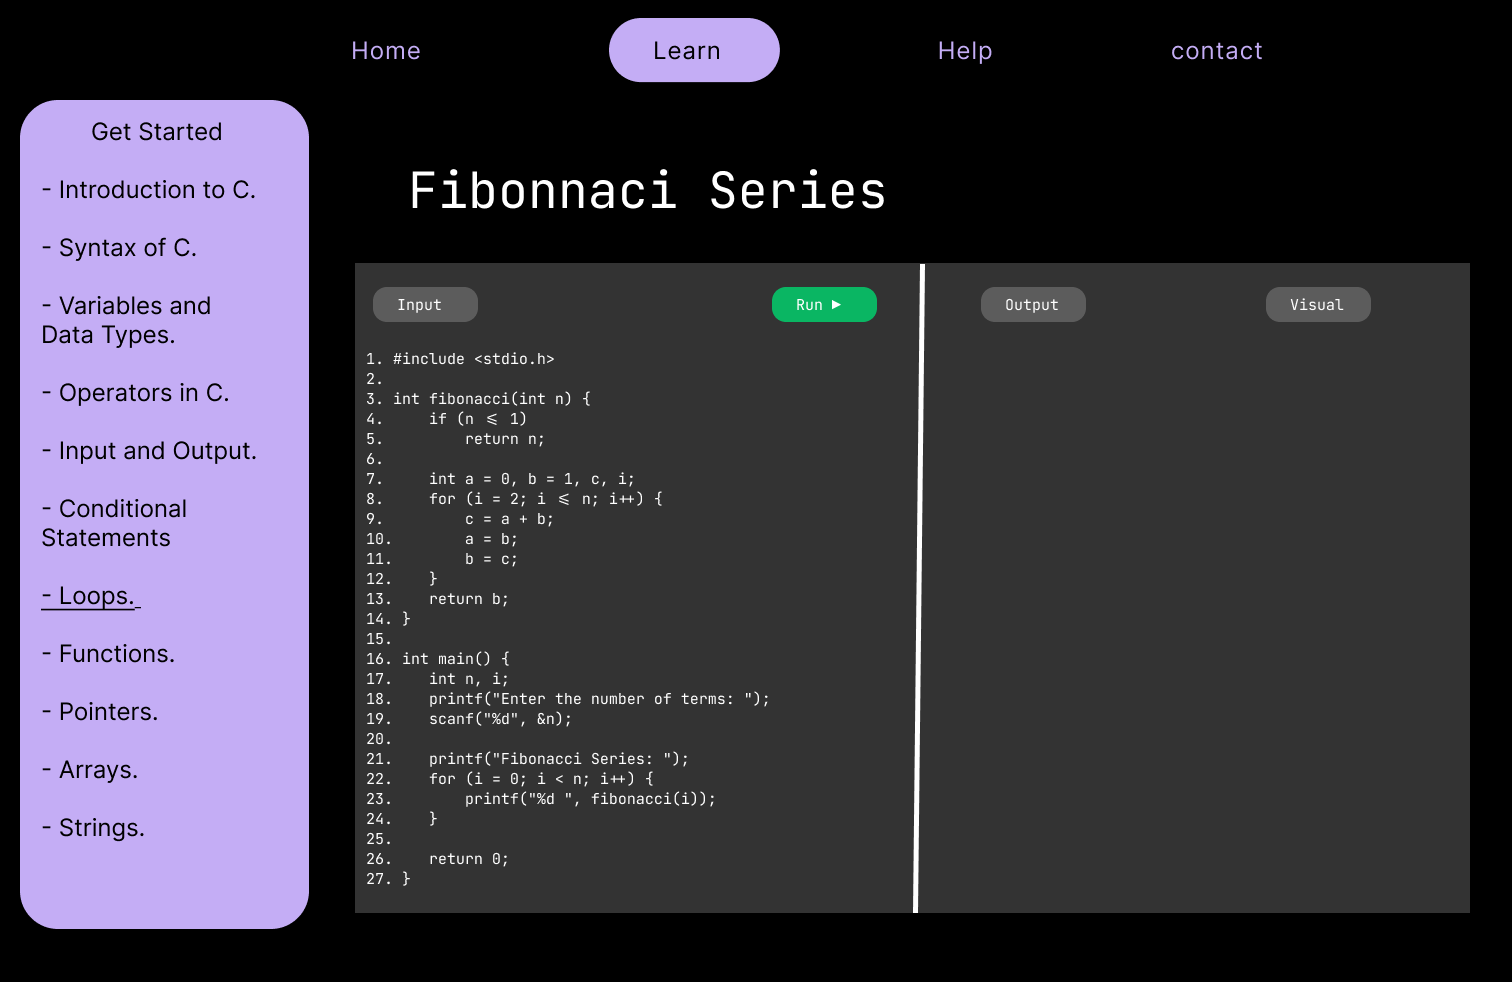 Home Learn Help contact
Get Started
- Introduction to C.
- Syntax of C.
- Variables and
Data Types.
- Operators in C.
- Input and Output.
- Conditional
Statements
- Loops.
- Functions.
- Pointers.
- Arrays.
- Strings.
Fibonnaci Series
Input Run ▶ Output Visual
1. #include <stdio.h>
2.
3. int fibonacci(int n) {
4.     if (n <= 1)
5.         return n;
6.
7.     int a = 0, b = 1, c, i;
8.     for (i = 2; i <= n; i++) {
9.         c = a + b;
10.        a = b;
11.        b = c;
12.    }
13.    return b;
14. }
15.
16. int main() {
17.    int n, i;
18.    printf("Enter the number of terms: ");
19.    scanf("%d", &n);
20.
21.    printf("Fibonacci Series: ");
22.    for (i = 0; i < n; i++) {
23.        printf("%d ", fibonacci(i));
24.    }
25.
26.    return 0;
27. }